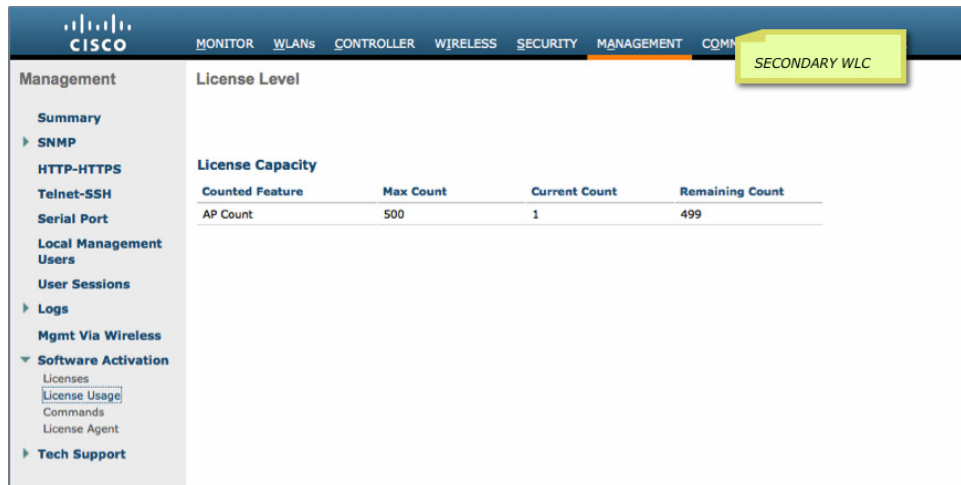 CISCO
MONITOR WLANs CONTROLLER WIRELESS SECURITY MANAGEMENT
SECONDARY WLC
Management
License Level
Summary
SNMP
HTTP-HTTPS
Telnet-SSH
Serial Port
Local Management
Users
User Sessions
Logs
Mgmt Via Wireless
Software Activation
Licenses
License Usage
Commands
License Agent
Tech Support
License Capacity
Counted Feature Max Count Current Count Remaining Count
AP Count 500 1 499